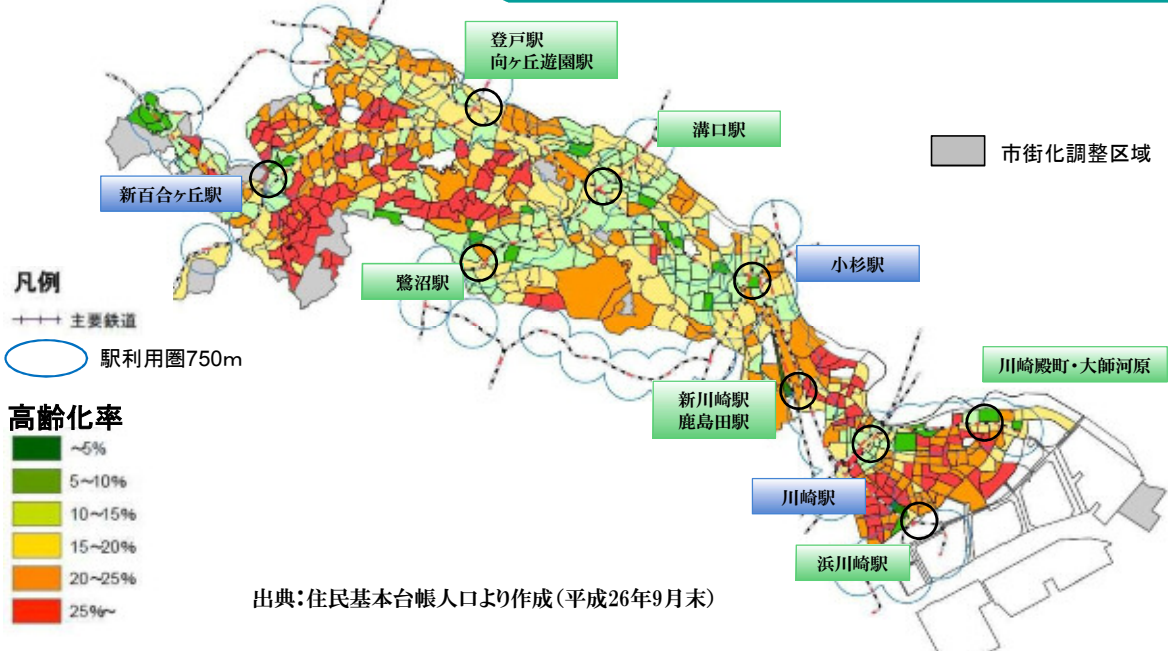 登戸駅
向ヶ丘遊園駅
溝口駅
市街化調整区域
新百合ヶ丘駅
小杉駅
鷺沼駅
凡例
主要鉄道
駅利用圏750m
川崎殿町・大師河原
新川崎駅
鹿島田駅
高齢化率
~5%
5~10%
10~15%
15~20%
20~25%
25%~
川崎駅
浜川崎駅
出典:住民基本台帳人口より作成(平成26年9月末)